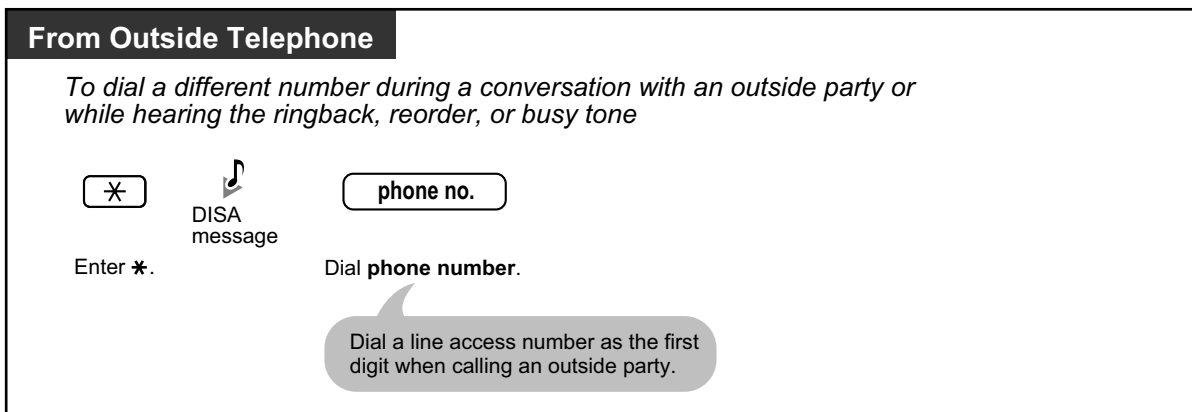 From Outside Telephone
To dial a different number during a conversation with an outside party or
while hearing the ringback, reorder, or busy tone
✳ phone no.
DISA
message
Enter ✳. Dial phone number.
Dial a line access number as the first
digit when calling an outside party.